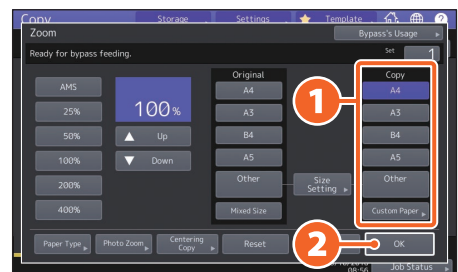 Copy Storage Settings Template
Zoom Bypass's Usage
Ready for bypass feeding. Set 1
Original Copy
AMS 100% A4 A4
25% A3 A3
50% Up B4 B4
100% Down A5 A5
200% Other Size Setting Other
400% Mixed Size Custom Paper
Paper Type Photo Zoom Centering Copy Reset OK
08:56 Job Status
1
2